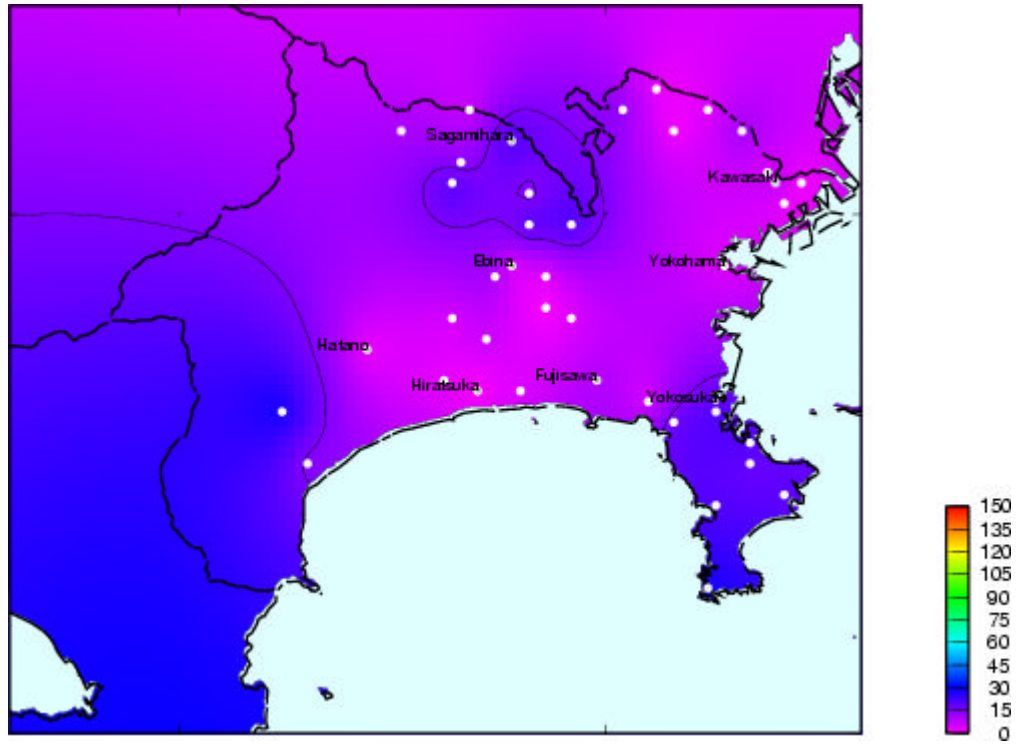 Sagamihara
Kawasaki
Ebina
Yokohama
Hatano
Hiratsuka
Fujisawa
Yokosuka
150
135
120
105
90
75
60
45
30
15
0